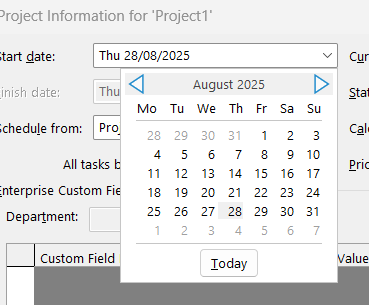 Project Information for 'Project1'
Start date:
Thu 28/08/2025
Cur
Finish date:
Thu
August 2025
Stat
Mo Tu We Th Fr Sa Su
28 29 30 31 1 2 3
Schedule from:
Proj
4 5 6 7 8 9 10
Cale
11 12 13 14 15 16 17
All tasks b
Prio
18 19 20 21 22 23 24
Enterprise Custom Fiel
25 26 27 28 29 30 31
Department:
1 2 3 4 5 6 7
Custom Field
Today
Value